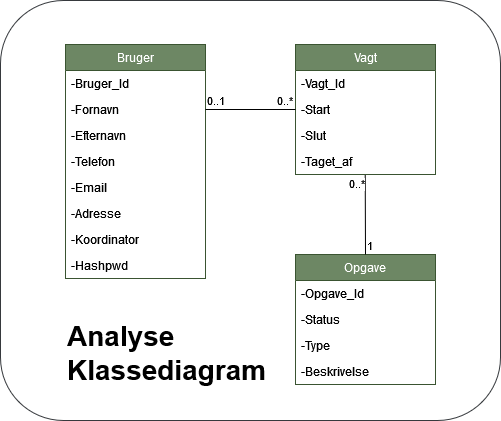 Bruger
-Bruger_Id
-Fornavn
-Efternavn
-Telefon
-Email
-Adresse
-Koordinator
-Hashpwd
0..1
0..*
Vagt
-Vagt_Id
-Start
-Slut
-Taget_af
0..*
1
Opgave
-Opgave_Id
-Status
-Type
-Beskrivelse
Analyse
Klassediagram